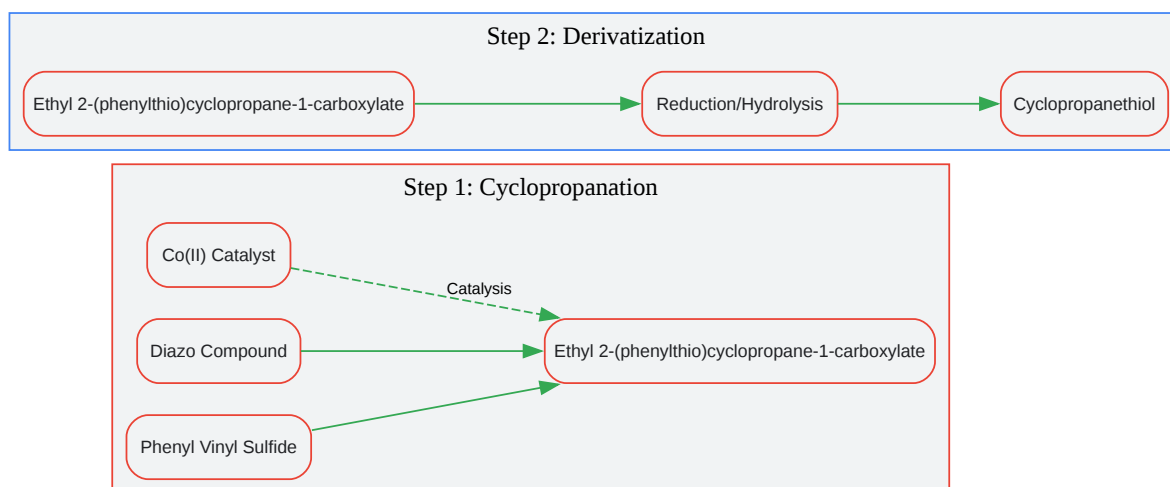 Step 2: Derivatization
Ethyl 2-(phenylthio)cyclopropane-1-carboxylate
Reduction/Hydrolysis
Cyclopropanethiol
Step 1: Cyclopropanation
Co(II) Catalyst
Catalysis
Diazo Compound
Ethyl 2-(phenylthio)cyclopropane-1-carboxylate
Phenyl Vinyl Sulfide